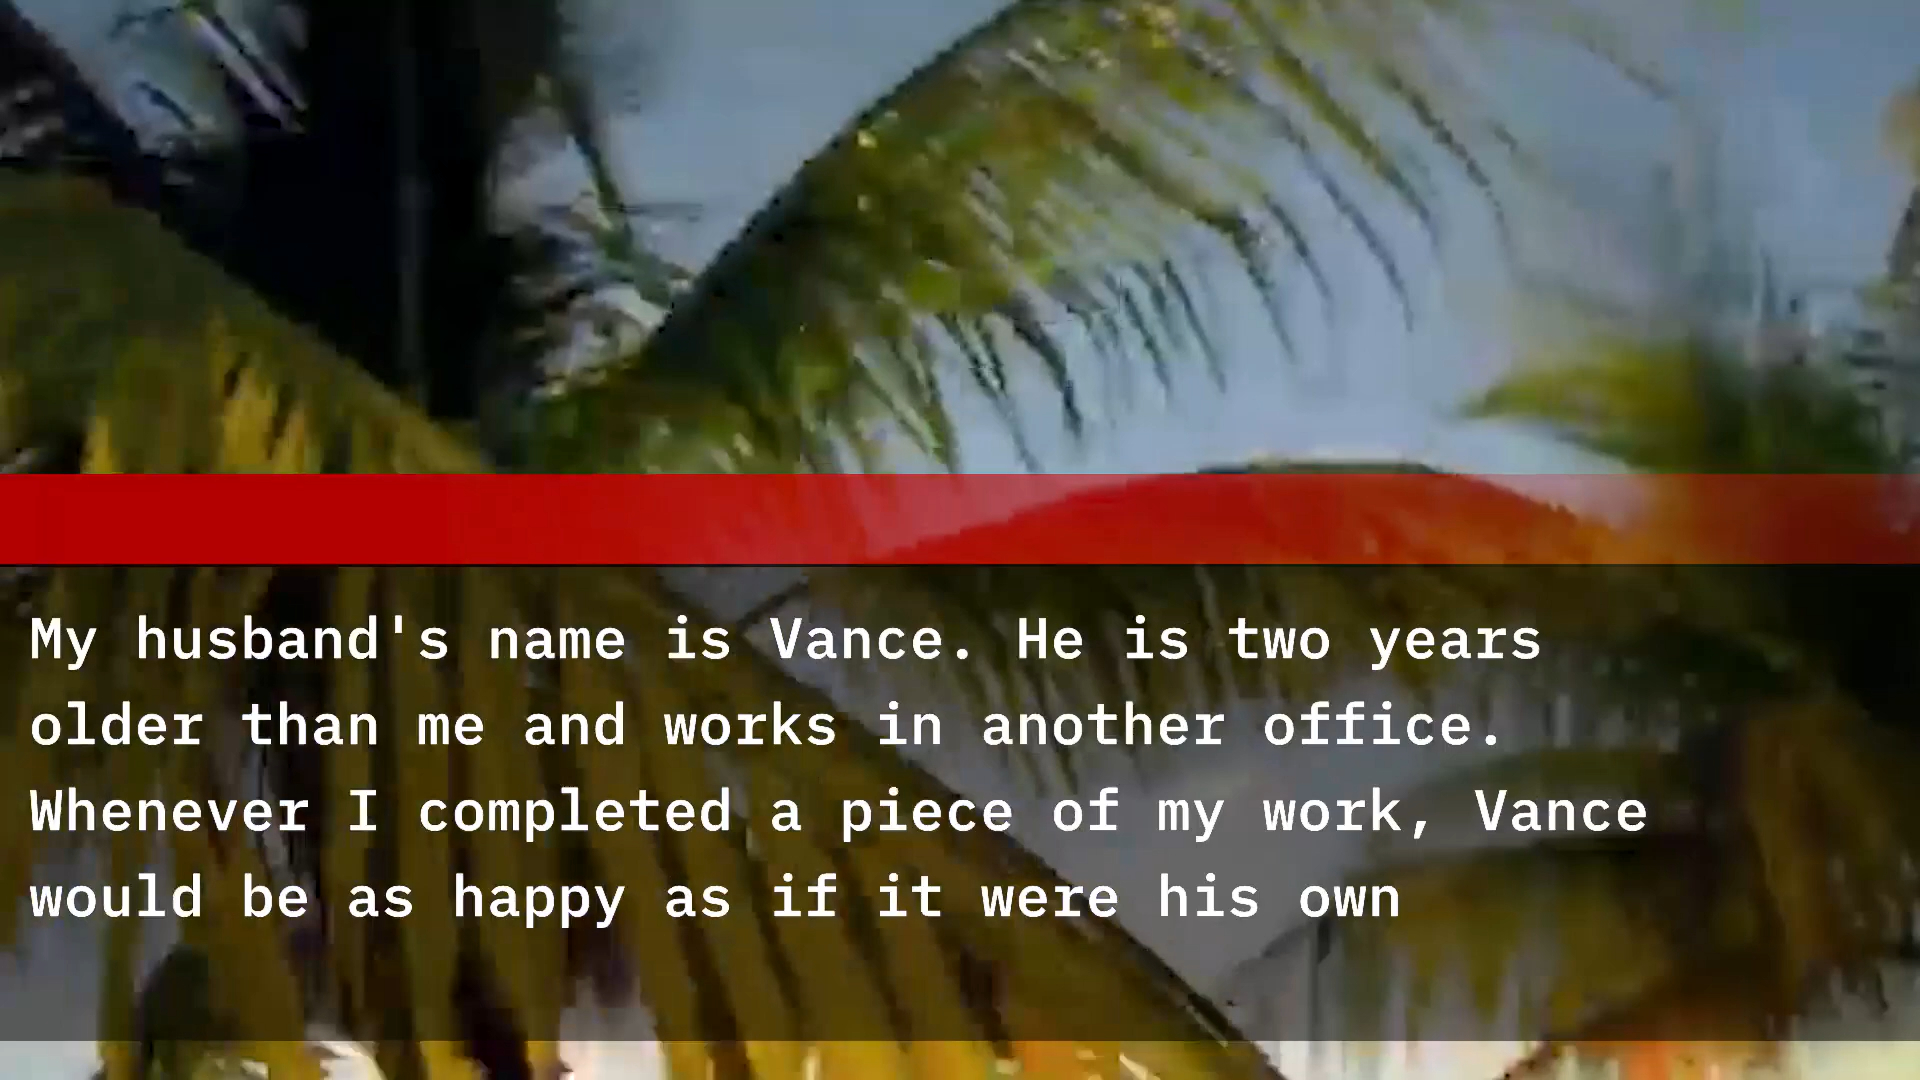 My husband's name is Vance. He is two years
older than me and works in another office.
Whenever I completed a piece of my work, Vance
would be as happy as if it were his own